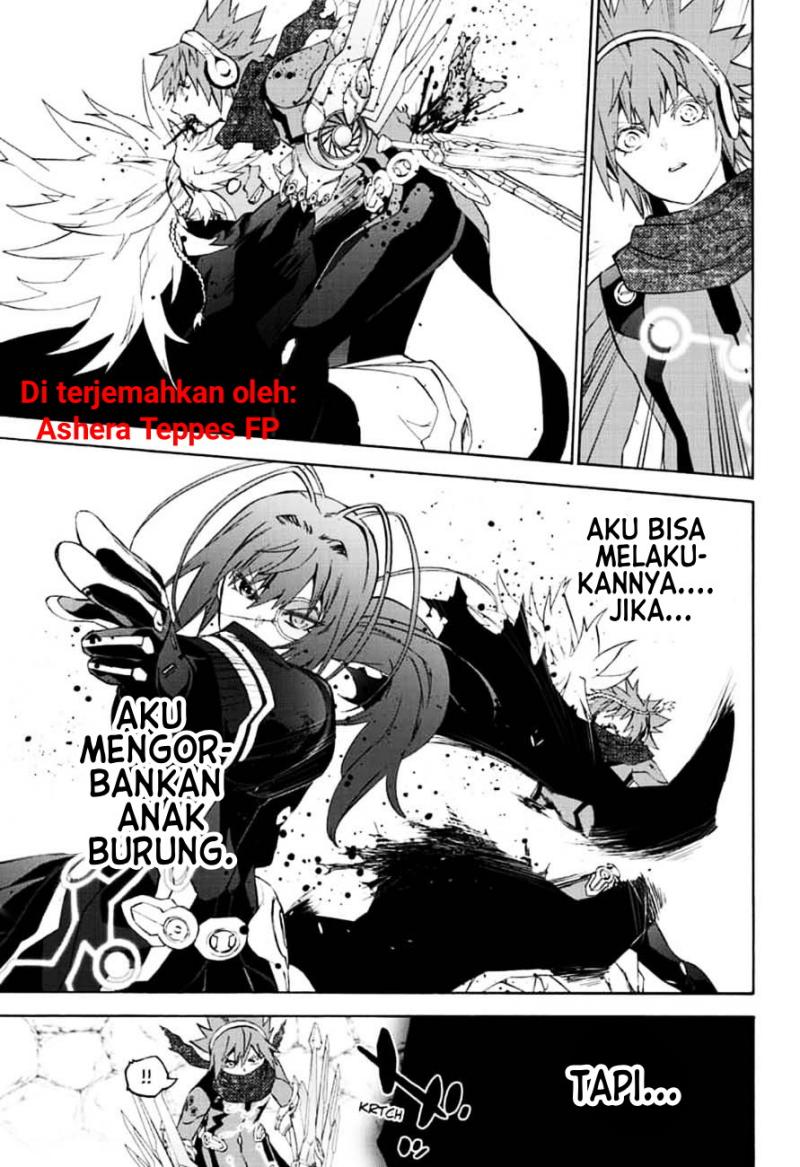 Di terjemahkan oleh:
Ashera Teppes FP
AKU BISA
MELAKU-
KANNYA....
JIKA...
AKU
MENGOR-
BANKAN
ANAK
BURUNG.
!!
KRTCH
TAPI...